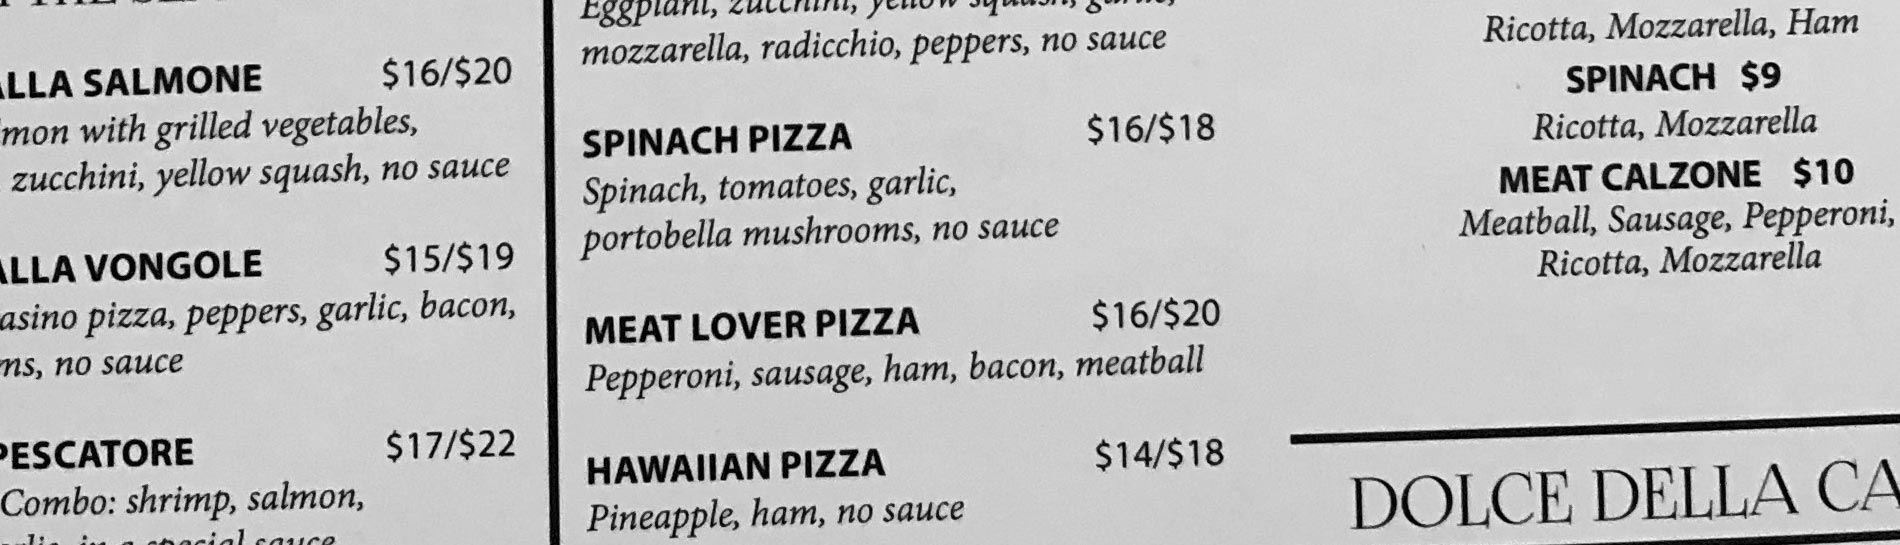 ALLA SALMONE $16/$20
mon with grilled vegetables,
zucchini, yellow squash, no sauce
ALLA VONGOLE $15/$19
asino pizza, peppers, garlic, bacon,
ms, no sauce
PESCATORE $17/$22
Combo: shrimp, salmon,
in a special sauce
Eggplant, zucchini, yellow squash, garlic,
mozzarella, radicchio, peppers, no sauce
SPINACH PIZZA $16/$18
Spinach, tomatoes, garlic,
portobella mushrooms, no sauce
MEAT LOVER PIZZA $16/$20
Pepperoni, sausage, ham, bacon, meatball
HAWAIIAN PIZZA $14/$18
Pineapple, ham, no sauce
Ricotta, Mozzarella, Ham
SPINACH $9
Ricotta, Mozzarella
MEAT CALZONE $10
Meatball, Sausage, Pepperoni,
Ricotta, Mozzarella
DOLCE DELLA CA